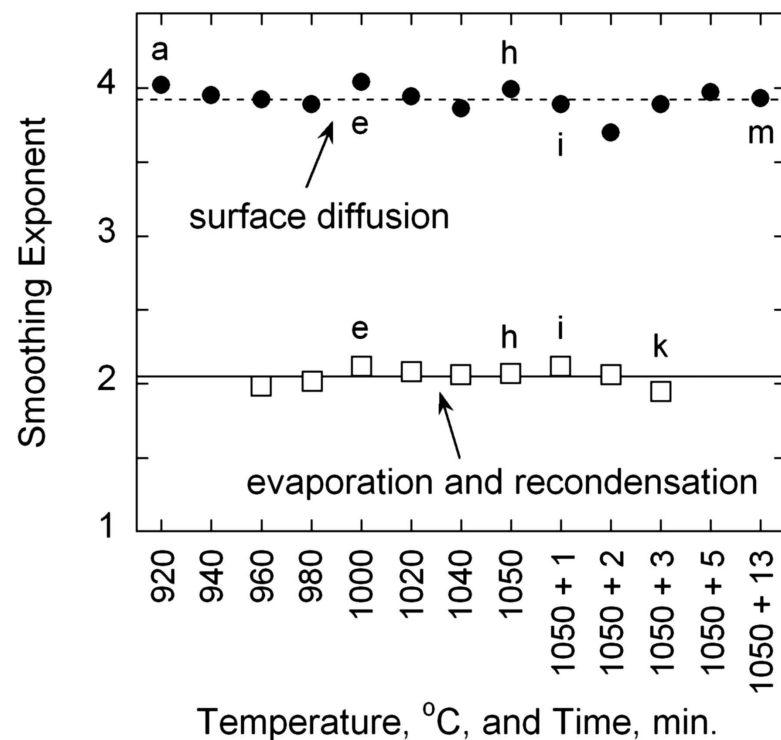 a
h
4
e
i
m
surface diffusion
3
Smoothing Exponent
e
h
i
k
2
evaporation and recondensation
1
920
940
960
980
1000
1020
1040
1050
1050 + 1
1050 + 2
1050 + 3
1050 + 5
1050 + 13
Temperature, °C, and Time, min.